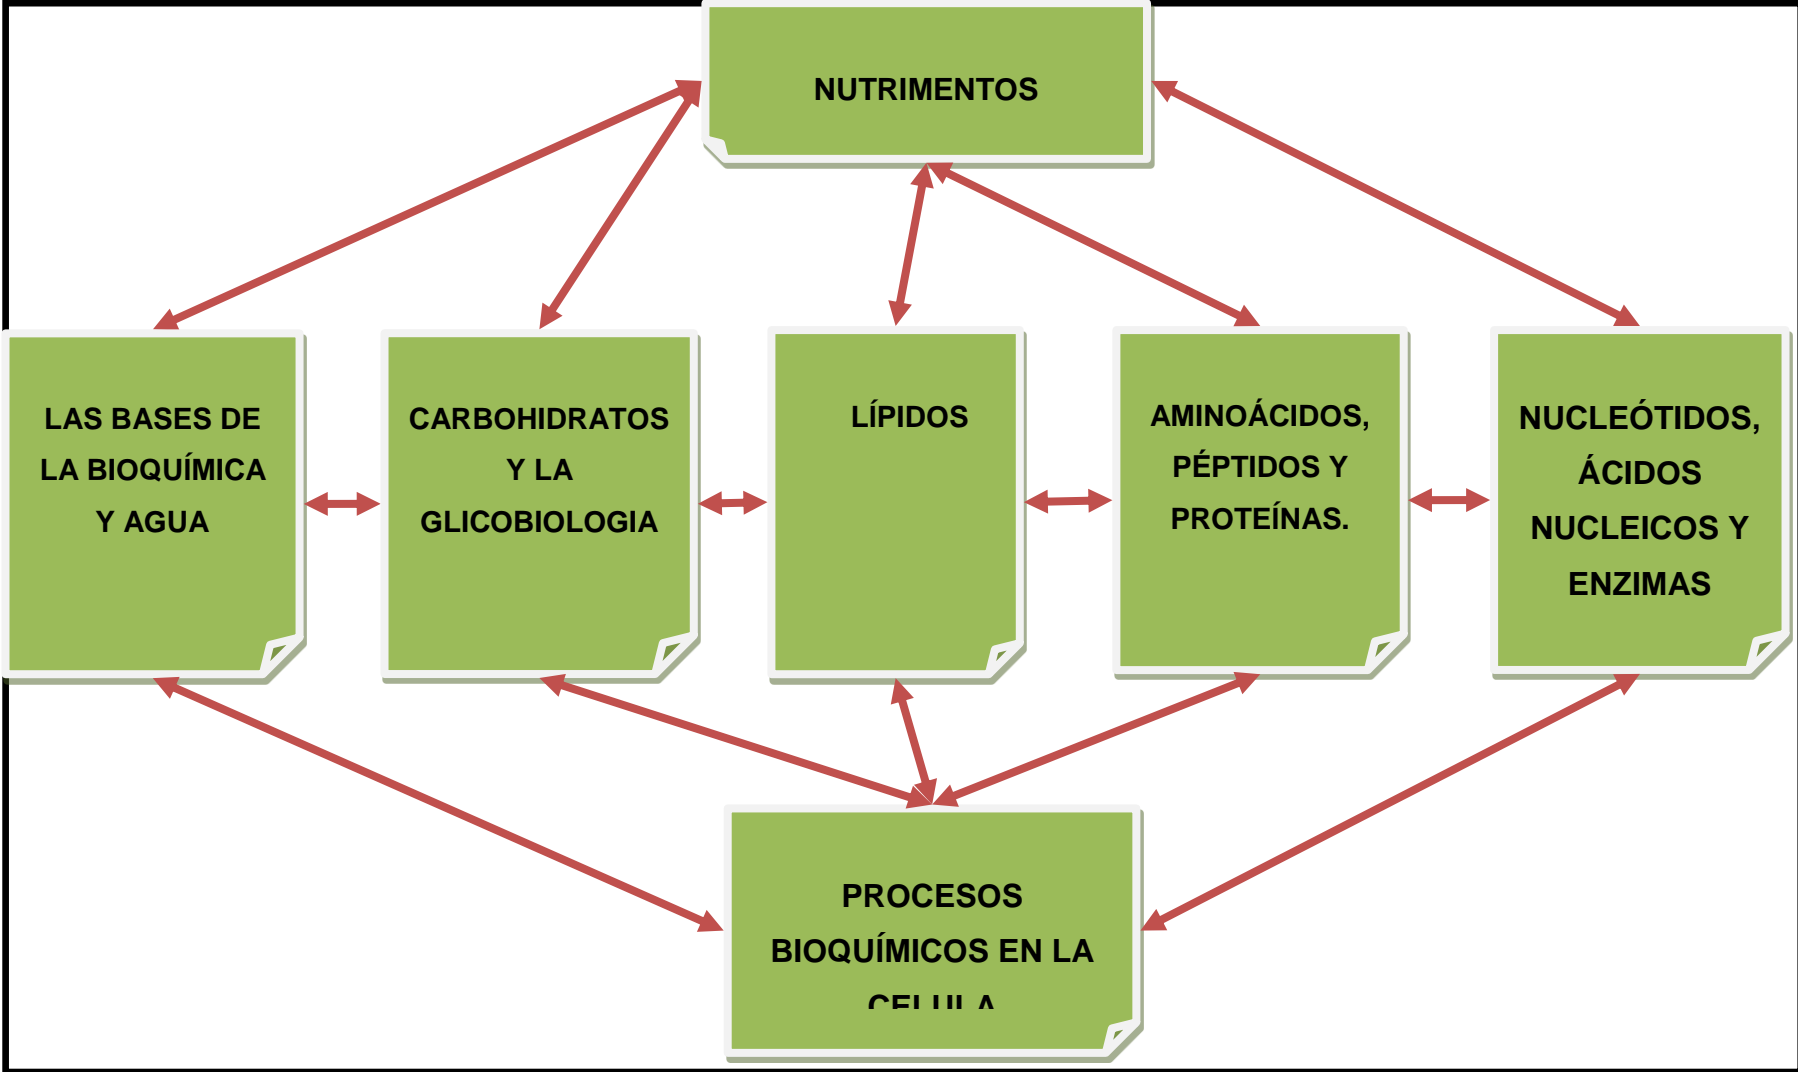 NUTRIMENTOS
LAS BASES DE
LA BIOQUÍMICA
Y AGUA
CARBOHIDRATOS
Y LA
GLICOBIOLOGIA
LÍPIDOS
AMINOÁCIDOS,
PÉPTIDOS Y
PROTEÍNAS.
NUCLEÓTIDOS,
ÁCIDOS
NUCLEICOS Y
ENZIMAS
PROCESOS
BIOQUÍMICOS EN LA
CELULA